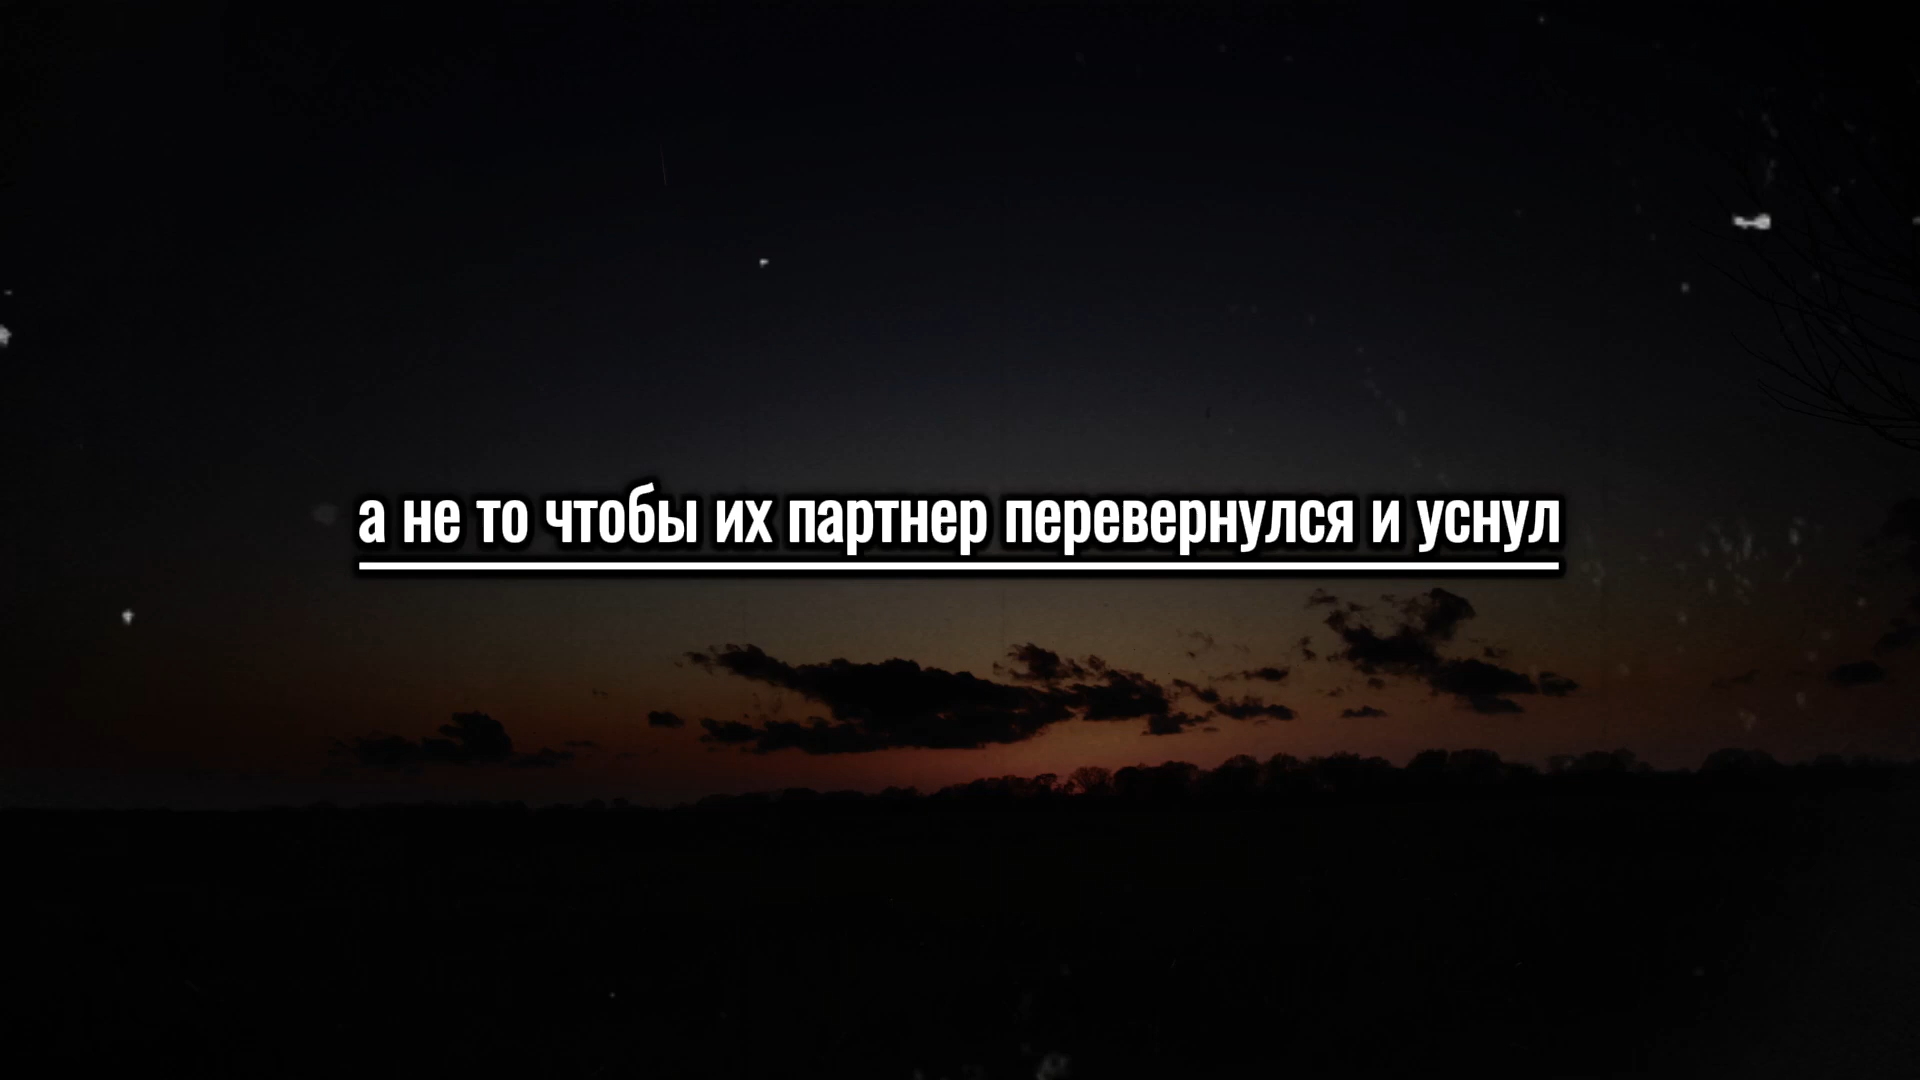 а не то чтобы их партнер перевернулся и уснул